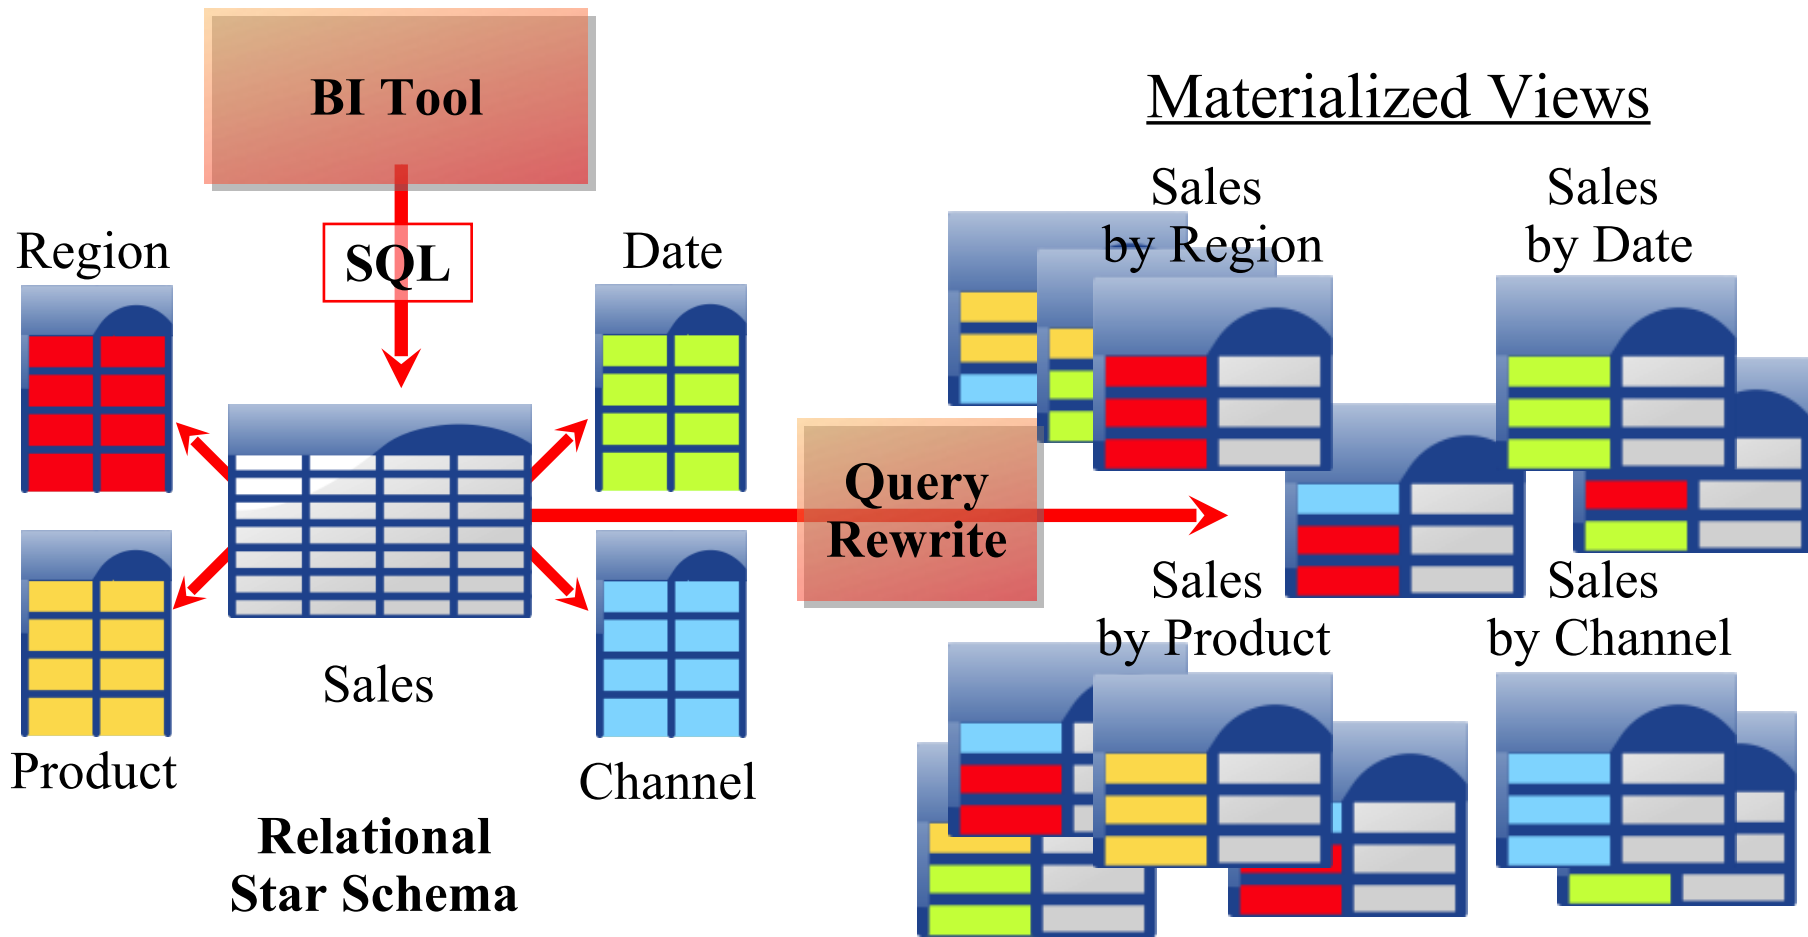 BI Tool
SQL
Region
Date
Product
Sales
Channel
Relational
Star Schema
Query
Rewrite
Materialized Views
Sales
by Region
Sales
by Date
Sales
by Product
Sales
by Channel